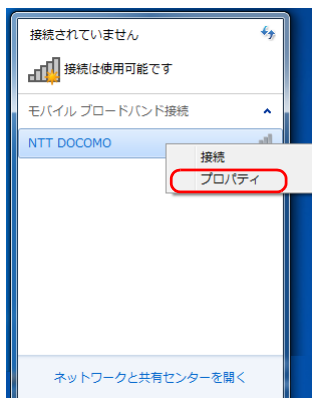 接続されていません
接続は使用可能です
モバイル ブロードバンド接続
NTT DOCOMO
接続
プロパティ
ネットワークと共有センターを開く